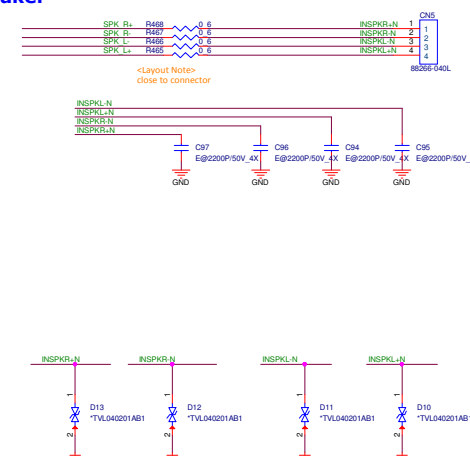 CN5
SPK_R+ R468 0_6 INSPKR+N 1 1
SPK_R- R467 0_6 INSPKR-N 2 2
SPK_L- R466 0_6 INSPKL-N 3 3
SPK_L+ R465 0_6 INSPKL+N 4 4
88266-040L
<Layout Note>
close to connector
INSPKL-N
INSPKL+N
INSPKR-N
INSPKR+N
C97 C96 C94 C95
E@2200P/50V_4X E@2200P/50V_4X E@2200P/50V_4X E@2200P/50V_
GND GND GND GND
INSPKR+N INSPKR-N INSPKL-N INSPKL+N
1 1 1 1
D13 D12 D11 D10
*TVL040201AB1 *TVL040201AB1 *TVL040201AB1 *TVL040201AB1
2 2 2 2